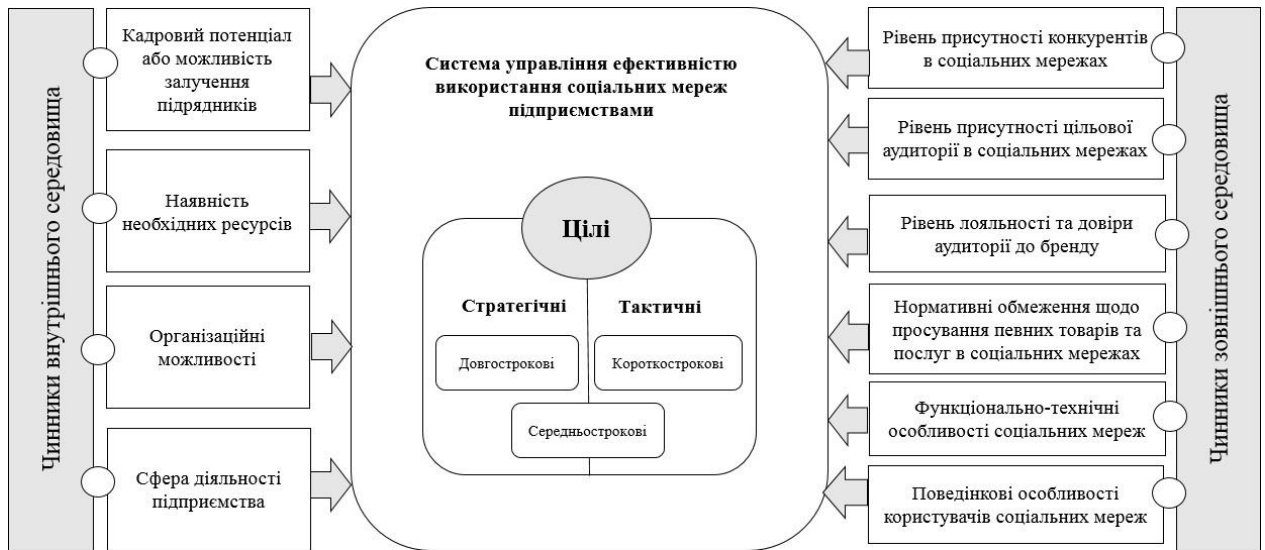 Чинники внутрішнього середовища
Кадровий потенціал
або можливість
залучення
підрядників
Наявність
необхідних ресурсів
Організаційні
можливості
Сфера діяльності
підприємства
Система управління ефективністю
використання соціальних мереж
підприємствами
Цілі
Стратегічні
Тактичні
Довгострокові
Короткострокові
Середньострокові
Рівень присутності конкурентів
в соціальних мережах
Рівень присутності цільової
аудиторії в соціальних мережах
Рівень лояльності та довіри
аудиторії до бренду
Нормативні обмеження щодо
просування певних товарів та
послуг в соціальних мережах
Функціонально-технічні
особливості соціальних мереж
Поведінкові особливості
користувачів соціальних мереж
Чинники зовнішнього середовища